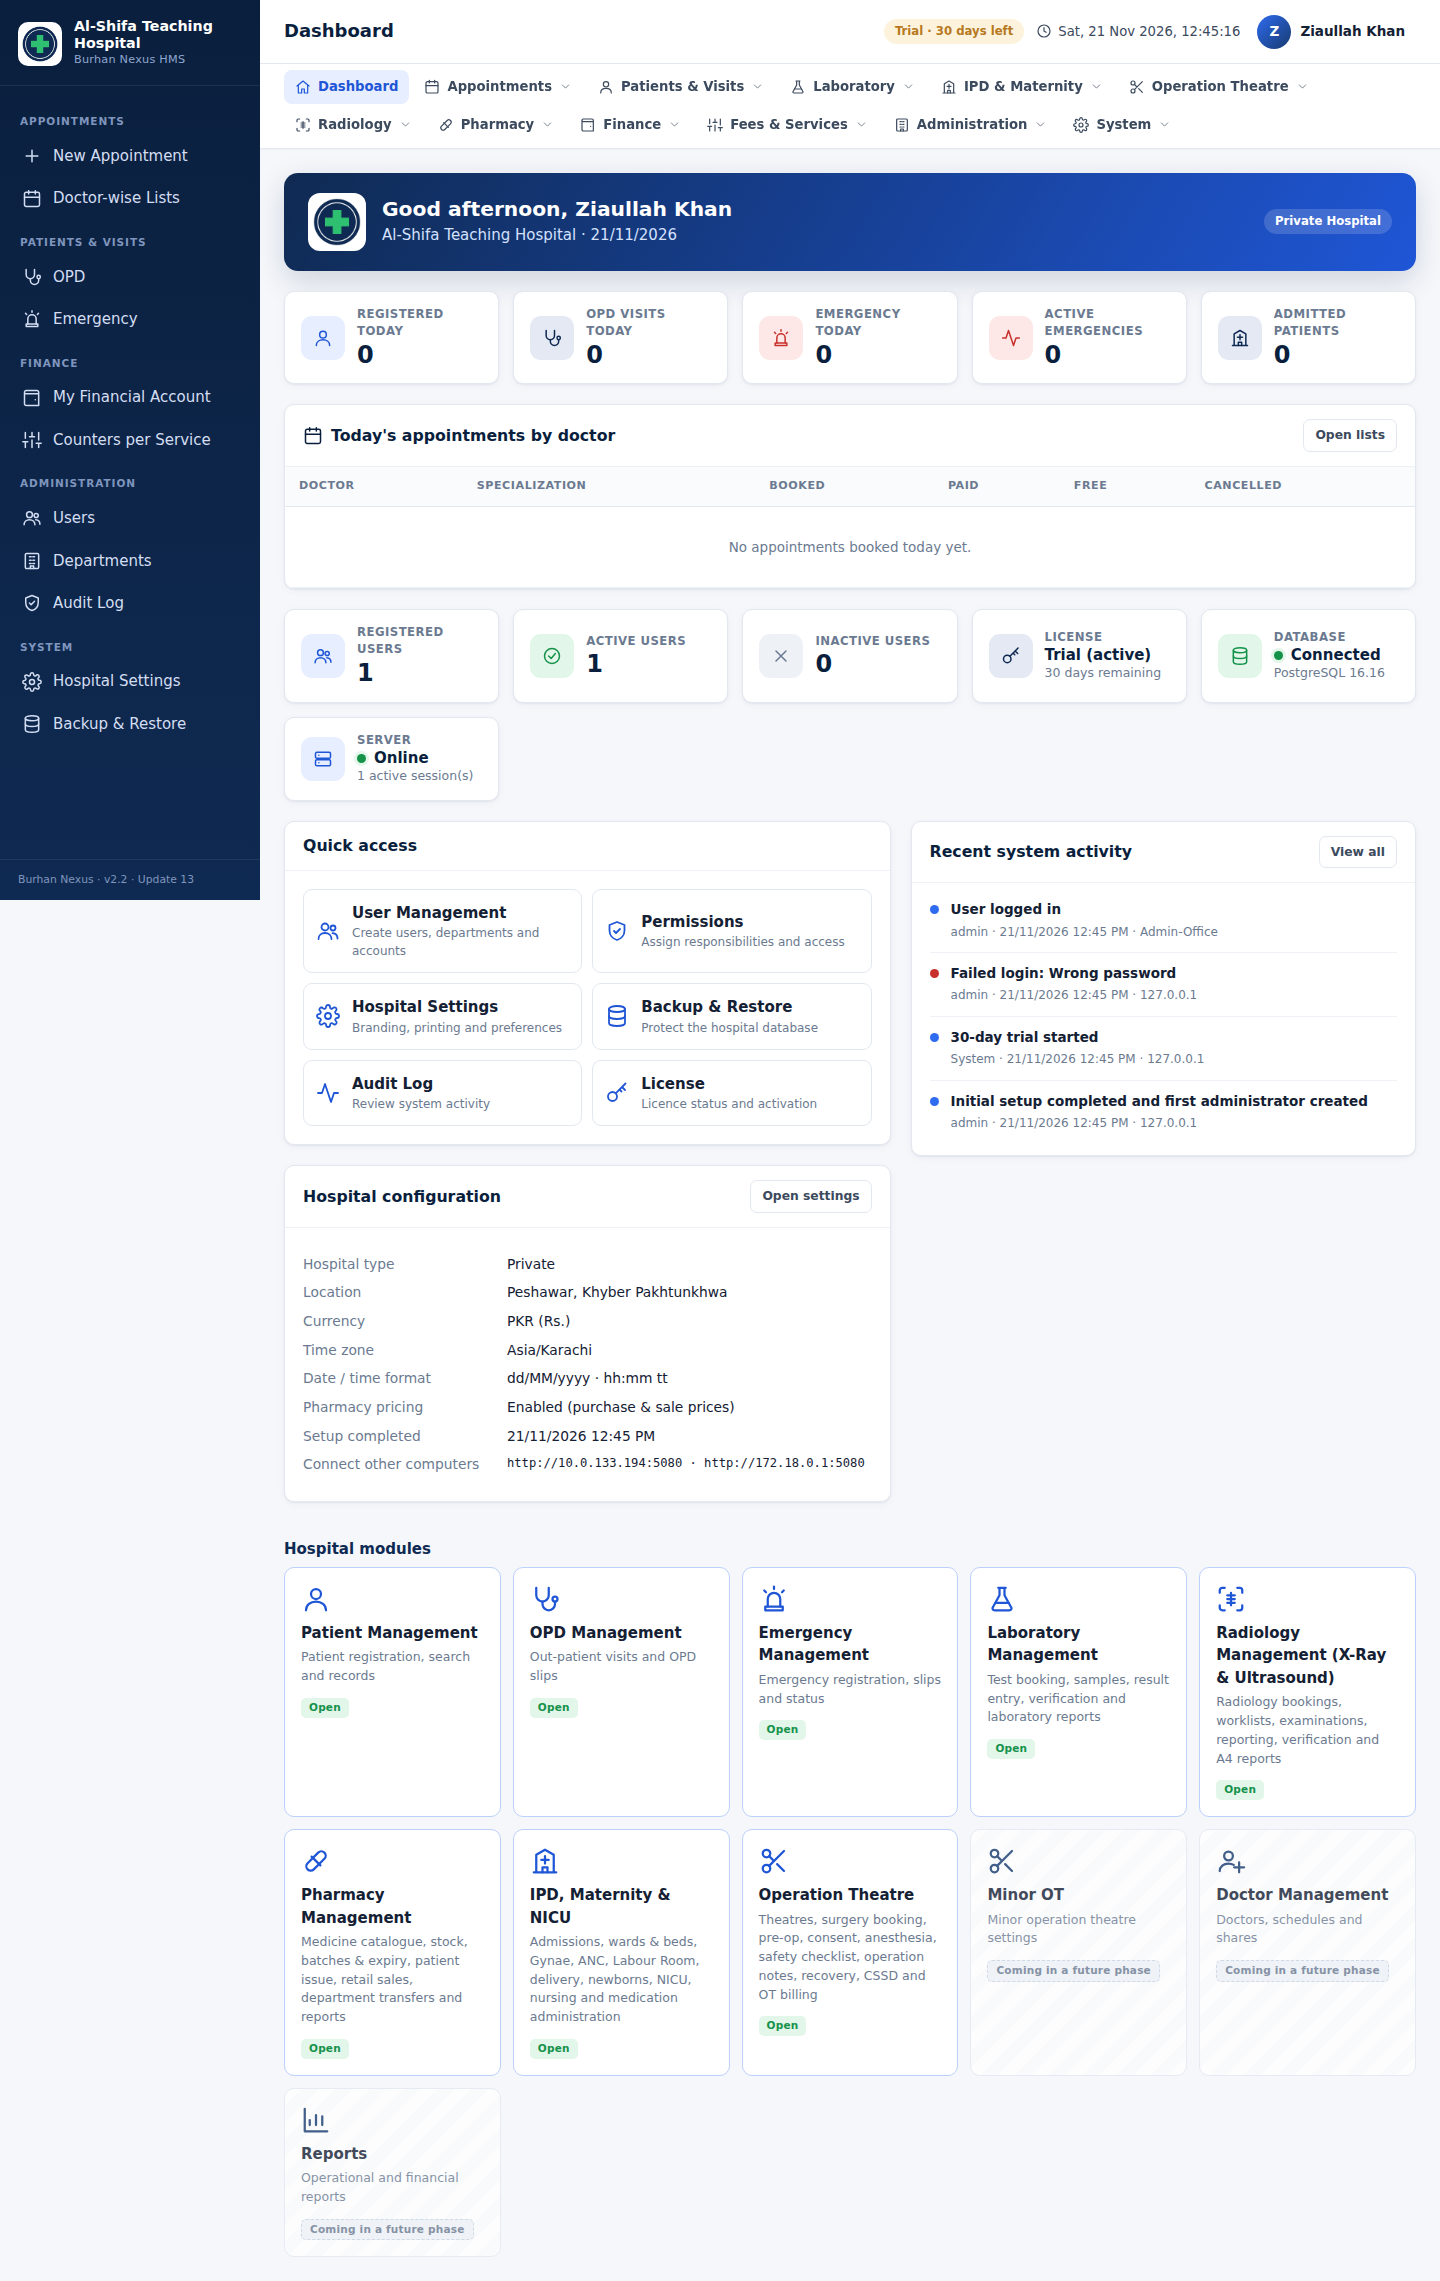 Al-Shifa Teaching
Hospital
Burhan Nexus HMS
APPOINTMENTS
New Appointment
Doctor-wise Lists
PATIENTS & VISITS
OPD
Emergency
FINANCE
My Financial Account
Counters per Service
ADMINISTRATION
Users
Departments
Audit Log
SYSTEM
Hospital Settings
Backup & Restore
Burhan Nexus · v2.2 · Update 13
Dashboard
Trial · 30 days left
Sat, 21 Nov 2026, 12:45:16
Z
Ziaullah Khan
Dashboard
Appointments
Patients & Visits
Laboratory
IPD & Maternity
Operation Theatre
Radiology
Pharmacy
Finance
Fees & Services
Administration
System
Good afternoon, Ziaullah Khan
Al-Shifa Teaching Hospital · 21/11/2026
Private Hospital
REGISTERED
TODAY
0
OPD VISITS
TODAY
0
EMERGENCY
TODAY
0
ACTIVE
EMERGENCIES
0
ADMITTED
PATIENTS
0
Today's appointments by doctor
Open lists
DOCTOR
SPECIALIZATION
BOOKED
PAID
FREE
CANCELLED
No appointments booked today yet.
REGISTERED
USERS
1
ACTIVE USERS
1
INACTIVE USERS
0
LICENSE
Trial (active)
30 days remaining
DATABASE
Connected
PostgreSQL 16.16
SERVER
Online
1 active session(s)
Quick access
User Management
Create users, departments and
accounts
Permissions
Assign responsibilities and access
Hospital Settings
Branding, printing and preferences
Backup & Restore
Protect the hospital database
Audit Log
Review system activity
License
Licence status and activation
Recent system activity
View all
User logged in
admin · 21/11/2026 12:45 PM · Admin-Office
Failed login: Wrong password
admin · 21/11/2026 12:45 PM · 127.0.0.1
30-day trial started
System · 21/11/2026 12:45 PM · 127.0.0.1
Initial setup completed and first administrator created
admin · 21/11/2026 12:45 PM · 127.0.0.1
Hospital configuration
Open settings
Hospital type
Private
Location
Peshawar, Khyber Pakhtunkhwa
Currency
PKR (Rs.)
Time zone
Asia/Karachi
Date / time format
dd/MM/yyyy · hh:mm tt
Pharmacy pricing
Enabled (purchase & sale prices)
Setup completed
21/11/2026 12:45 PM
Connect other computers
http://10.0.133.194:5080 · http://172.18.0.1:5080
Hospital modules
Patient Management
Patient registration, search
and records
Open
OPD Management
Out-patient visits and OPD
slips
Open
Emergency
Management
Emergency registration, slips
and status
Open
Laboratory
Management
Test booking, samples, result
entry, verification and
laboratory reports
Open
Radiology
Management (X-Ray
& Ultrasound)
Radiology bookings,
worklists, examinations,
reporting, verification and
A4 reports
Open
Pharmacy
Management
Medicine catalogue, stock,
batches & expiry, patient
issue, retail sales,
department transfers and
reports
Open
IPD, Maternity &
NICU
Admissions, wards & beds,
Gynae, ANC, Labour Room,
delivery, newborns, NICU,
nursing and medication
administration
Open
Operation Theatre
Theatres, surgery booking,
pre-op, consent, anesthesia,
safety checklist, operation
notes, recovery, CSSD and
OT billing
Open
Minor OT
Minor operation theatre
settings
Coming in a future phase
Doctor Management
Doctors, schedules and
shares
Coming in a future phase
Reports
Operational and financial
reports
Coming in a future phase